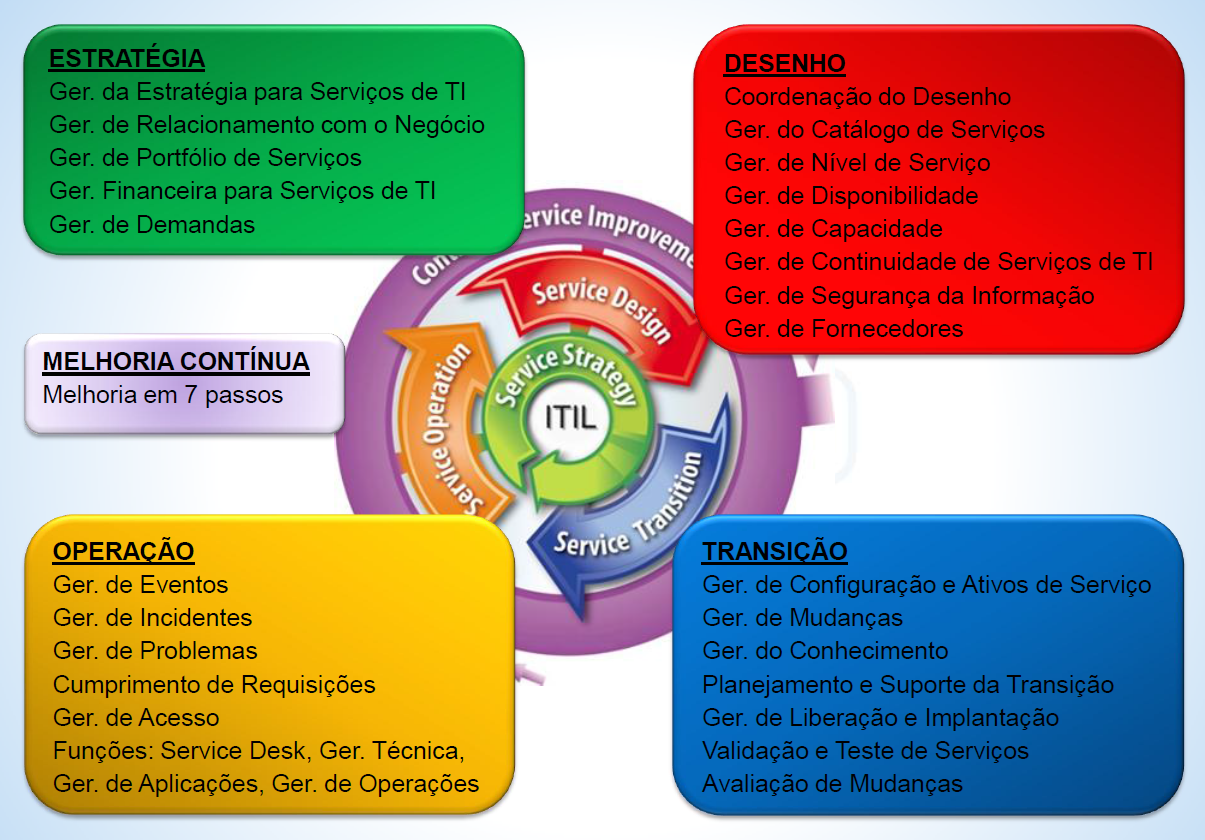 ESTRATÉGIA
Ger. da Estratégia para Serviços de TI
Ger. de Relacionamento com o Negócio
Ger. de Portfólio de Serviços
Ger. Financeira para Serviços de TI
Ger. de Demandas
DESENHO
Coordenação do Desenho
Ger. do Catálogo de Serviços
Ger. de Nível de Serviço
Ger. de Disponibilidade
Ger. de Capacidade
Ger. de Continuidade de Serviços de TI
Ger. de Segurança da Informação
Ger. de Fornecedores
MELHORIA CONTÍNUA
Melhoria em 7 passos
Service Design
Service Strategy
ITIL
Service Operation
Service Transition
OPERAÇÃO
Ger. de Eventos
Ger. de Incidentes
Ger. de Problemas
Cumprimento de Requisições
Ger. de Acesso
Funções: Service Desk, Ger. Técnica,
Ger. de Aplicações, Ger. de Operações
TRANSIÇÃO
Ger. de Configuração e Ativos de Serviço
Ger. de Mudanças
Ger. do Conhecimento
Planejamento e Suporte da Transição
Ger. de Liberação e Implantação
Validação e Teste de Serviços
Avaliação de Mudanças